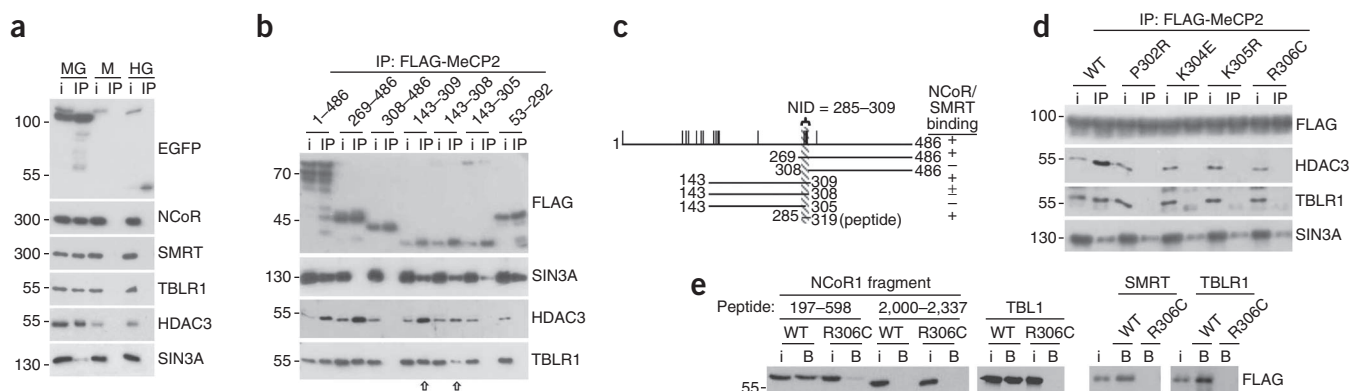 a
MG M HG
i IP i IP i IP
100
55
EGFP
300
NCoR
300
SMRT
55
TBLR1
55
HDAC3
130
SIN3A
b
IP: FLAG-MeCP2
1–486 269–486 308–486 143–309 143–308 143–305 53–292
i IP i IP i IP i IP i IP i IP i IP
70
45
FLAG
130
SIN3A
55
HDAC3
55
TBLR1
c
NID = 285–309
NCoR/
SMRT
binding
1 486 +
269 486 +
308 486 –
143 309 +
143 308 ±
143 305 –
285 319 (peptide) +
d
IP: FLAG-MeCP2
WT P302R K304E K305R R306C
i IP i IP i IP i IP i IP
100
FLAG
55
HDAC3
55
TBLR1
130
SIN3A
e
NCoR1 fragment
Peptide: 197–598 2,000–2,337 TBL1 SMRT TBLR1
WT R306C WT R306C WT R306C WT R306C WT R306C
i B i B i B i B i B i B i B B i B B
55
FLAG